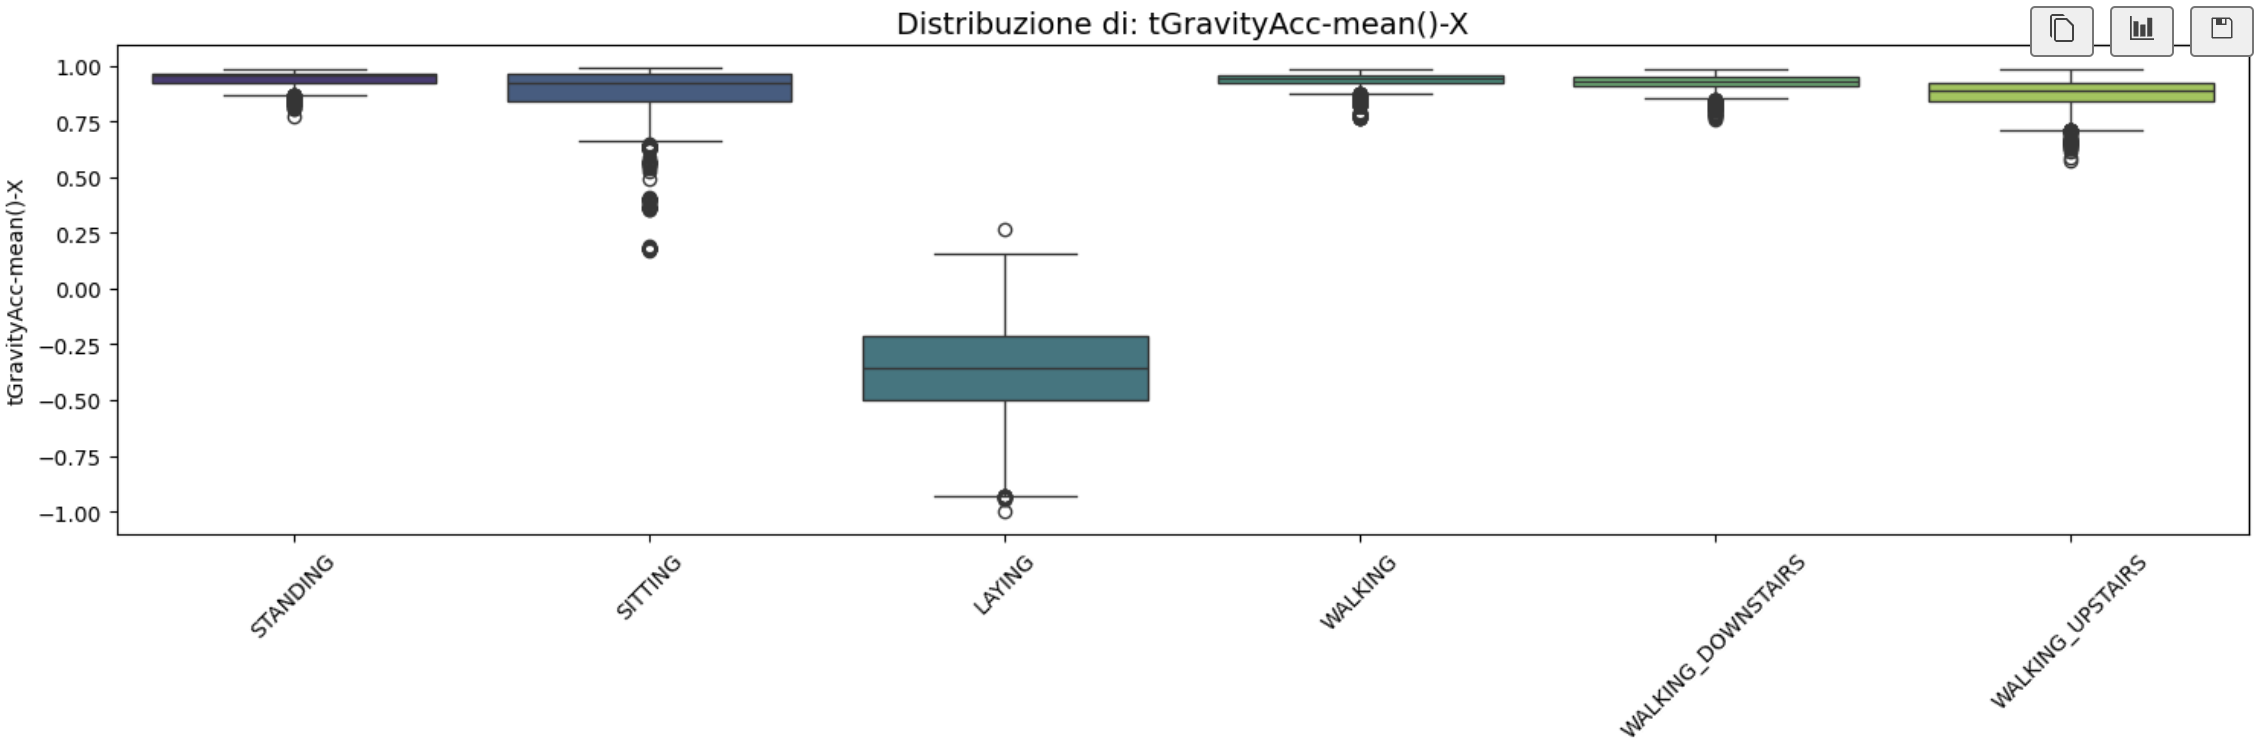 Distribuzione di: tGravityAcc-mean()-X
tGravityAcc-mean()-X
1.00
0.75
0.50
0.25
0.00
−0.25
−0.50
−0.75
−1.00
STANDING
SITTING
LAYING
WALKING
WALKING_DOWNSTAIRS
WALKING_UPSTAIRS